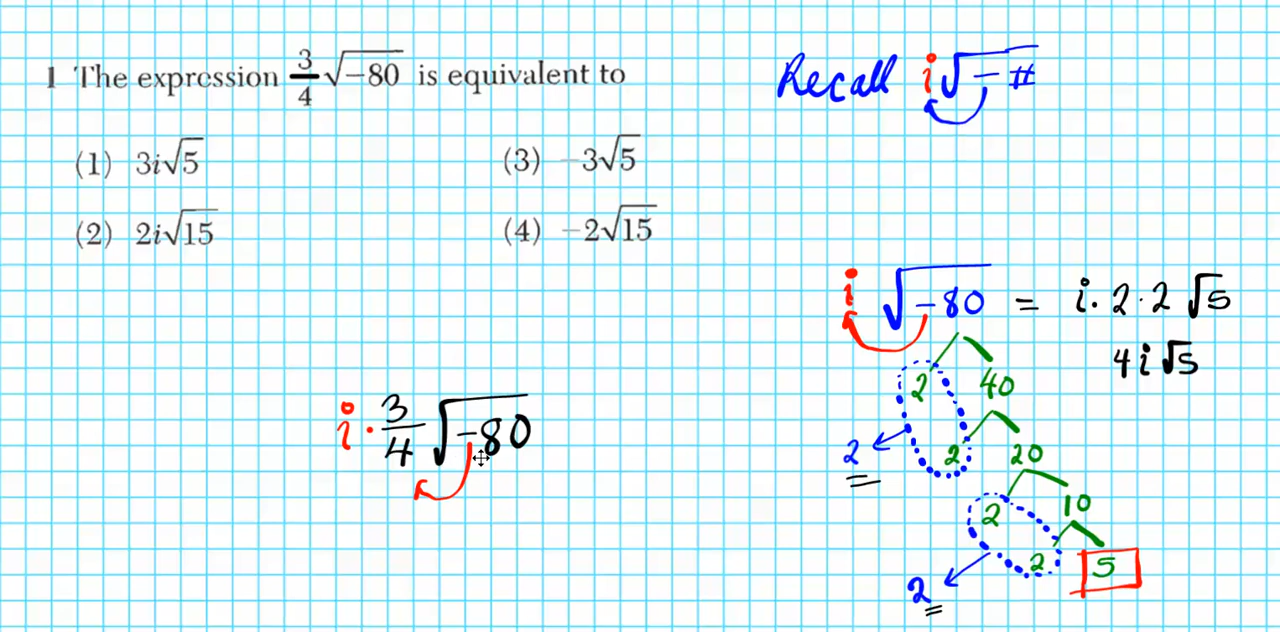 1 The expression 3/4 √-80 is equivalent to
(1) 3i√5
(3) -3√5
(2) 2i√15
(4) -2√15
Recall i√-#
i √-80 = i. 2 · 2 √5
4i√5
2 40
2 20
2
2 10
2 5
2
i · 3/4 √-80